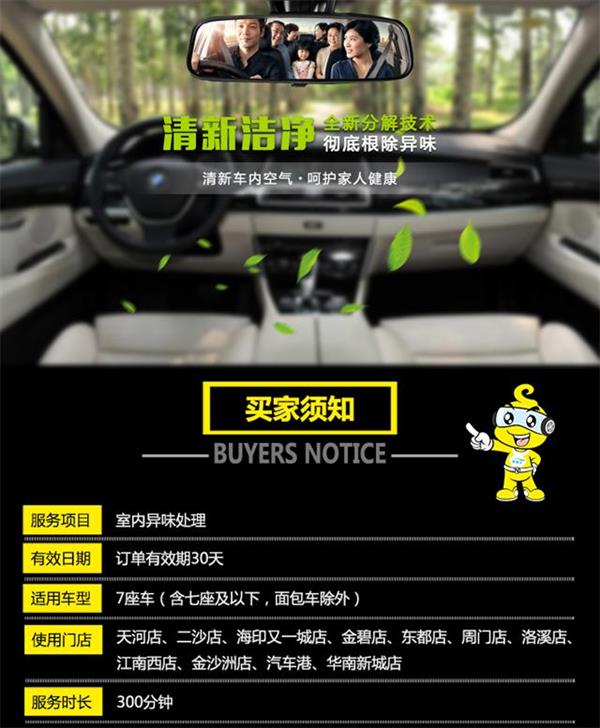 清新洁净 全新分解技术
彻底根除异味
清新车内空气·呵护家人健康
买家须知
BUYERS NOTICE
服务项目 室内异味处理
有效日期 订单有效期30天
适用车型 7座车（含七座及以下，面包车除外）
使用门店 天河店、二沙店、海印又一城店、金碧店、东都店、周门店、洛溪店、
江南西店、金沙洲店、汽车港、华南新城店
服务时长 300分钟